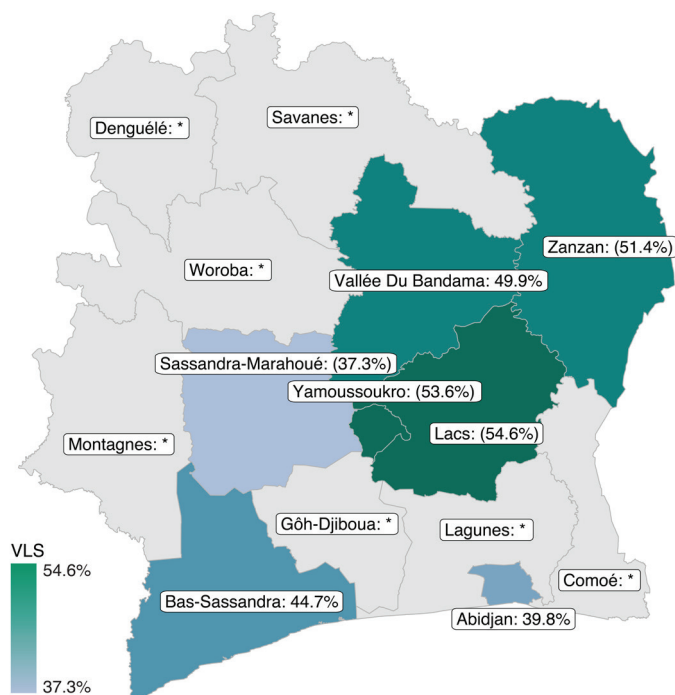 Denguélé: *
Savanes: *
Zanzan: (51.4%)
Woroba: *
Vallée Du Bandama: 49.9%
Sassandra-Marahoué: (37.3%)
Yamoussoukro: (53.6%)
Lacs: (54.6%)
Montagnes: *
Gôh-Djiboua: *
Lagunes: *
Comoé: *
Bas-Sassandra: 44.7%
Abidjan: 39.8%
VLS
54.6%
37.3%